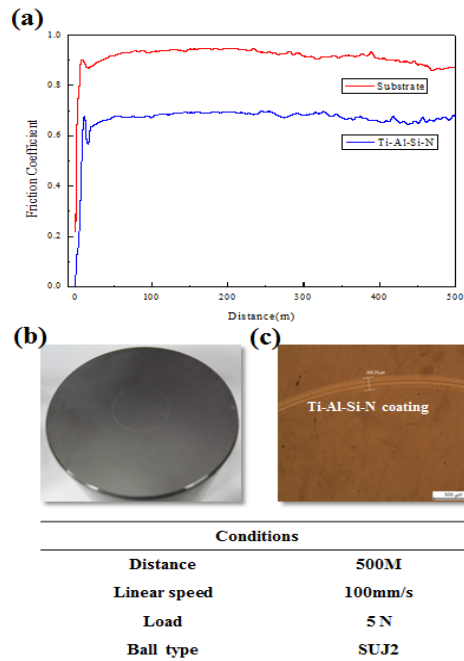 (a)
1.0
0.8
0.6
0.4
0.2
0.0
Friction Coefficient
Substrate
Ti-Al-Si-N
0 100 200 300 400 500
Distance(m)
(b) (c)
Ti-Al-Si-N coating
500 μm
Conditions
Distance 500M
Linear speed 100mm/s
Load 5 N
Ball type SUJ2